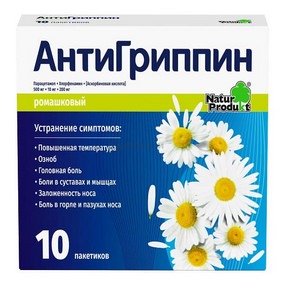 АнтиГриппин
Парацетамол + Хлорфенамин + [Аскорбиновая кислота]
500 мг + 10 мг + 200 мг
ромашковый
Natur
Produkt
Устранение симптомов:
• Повышенная температура
• Озноб
• Головная боль
• Боли в суставах и мышцах
• Заложенность носа
• Боль в горле и пазухах носа
10 пакетиков